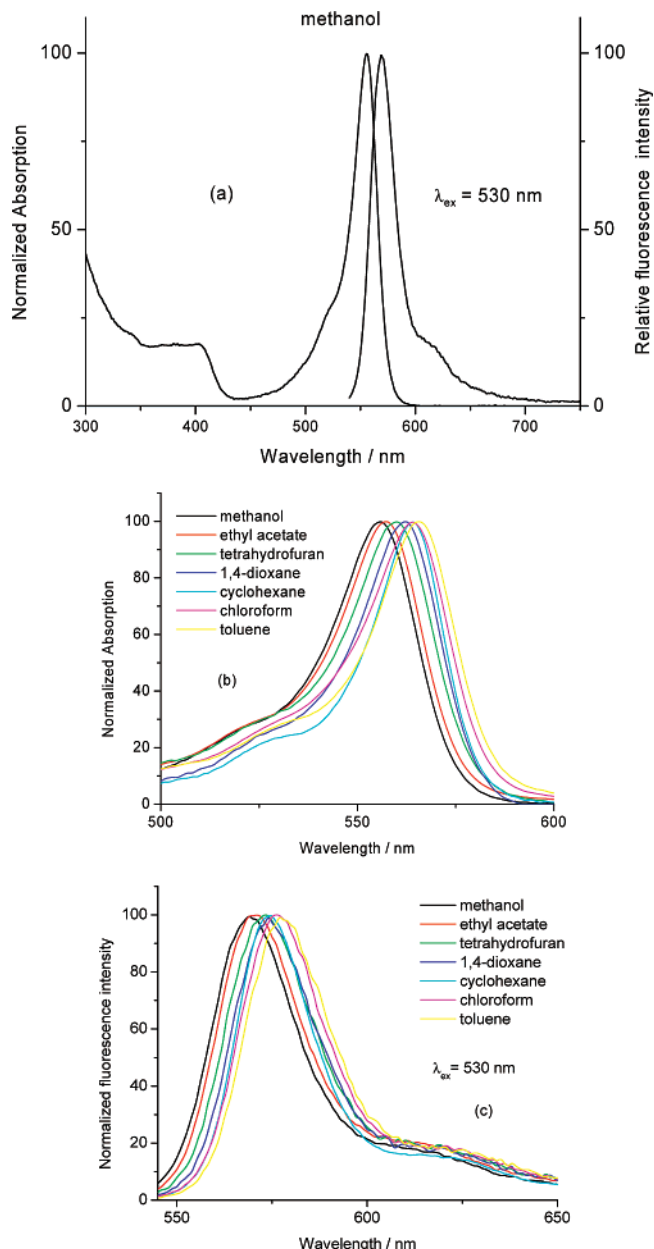 methanol
100
50
0
Normalized Absorption
(a)
λex = 530 nm
100
50
0
Relative fluorescence intensity
300 400 500 600 700
Wavelength / nm
100
80
60
40
20
0
Normalized Absorption
methanol
ethyl acetate
tetrahydrofuran
1,4-dioxane
cyclohexane
chloroform
toluene
(b)
500 550 600
Wavelength / nm
100
80
60
40
20
0
Normalized fluorescence intensity
methanol
ethyl acetate
tetrahydrofuran
1,4-dioxane
cyclohexane
chloroform
toluene
λex= 530 nm
(c)
550 600 650
Wavelength / nm